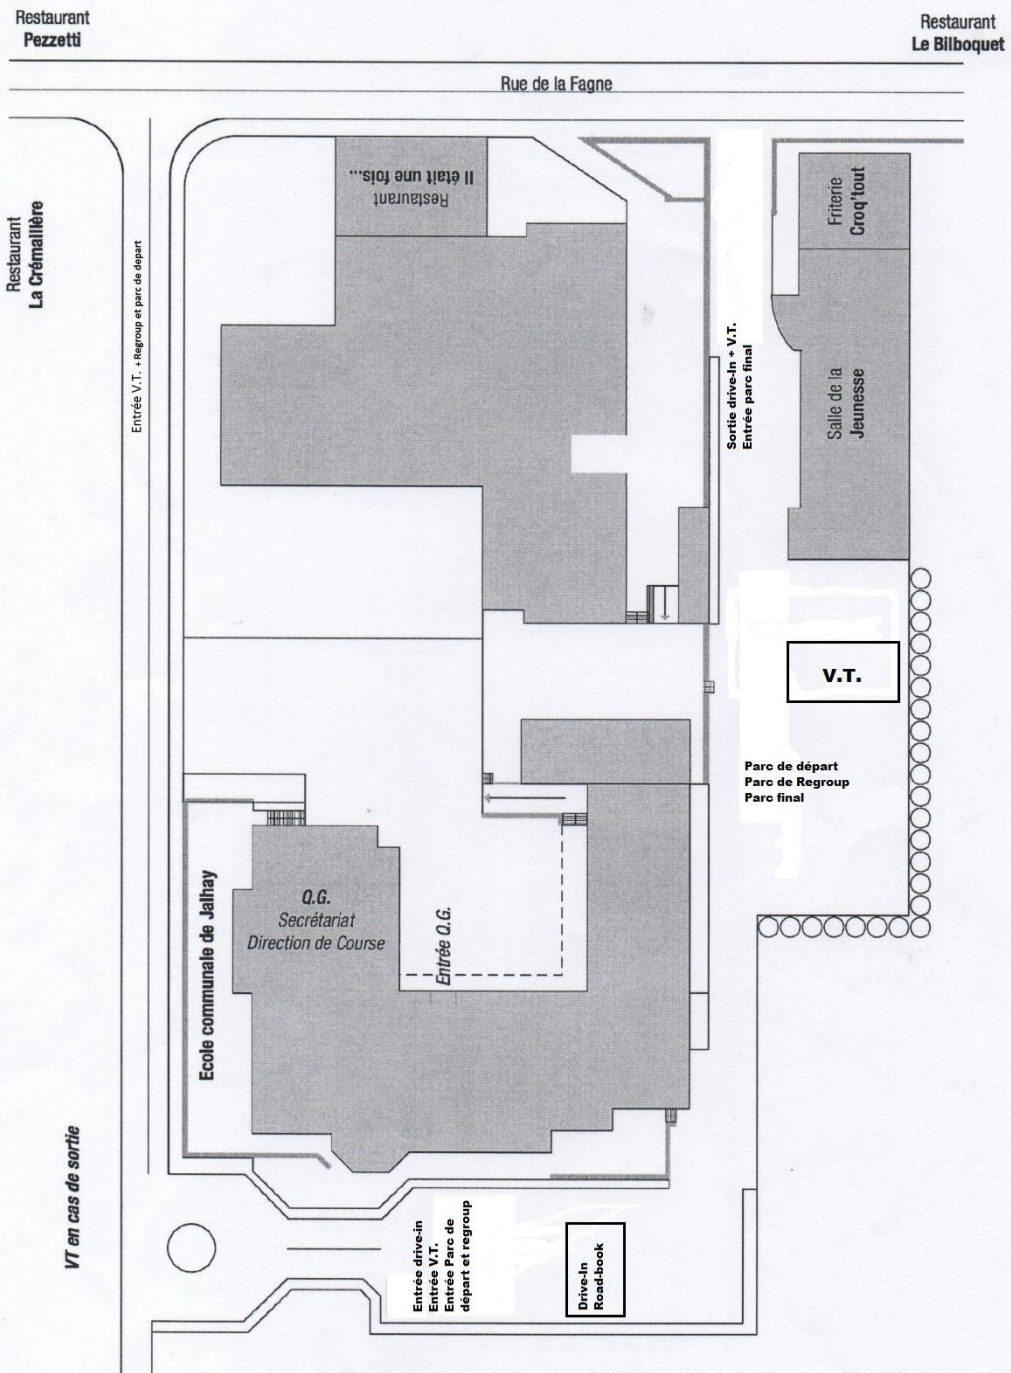 Restaurant
Pezzetti
Restaurant
Le Bilboquet
Rue de la Fagne
Restaurant
La Crémaillère
Entrée V.T. + Regroup et parc de depart
Restaurant
Il était une fois...
Friterie
Croq'tout
Sortie drive-In + V.T.
Entrée parc final
Salle de la
Jeunesse
V.T.
Parc de départ
Parc de Regroup
Parc final
Ecole communale de Jalhay
Q.G.
Secrétariat
Direction de Course
Entrée Q.G.
VT en cas de sortie
Entrée drive-in
Entrée V.T.
Entrée Parc de
départ et regroup
Drive-In
Road-book